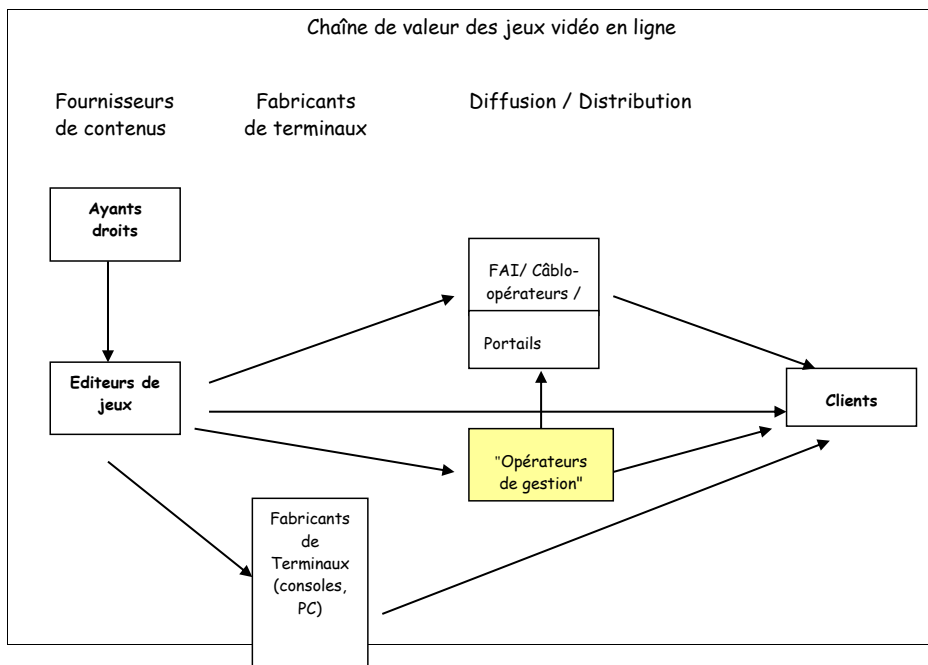 Chaîne de valeur des jeux vidéo en ligne
Fournisseurs
de contenus
Fabricants
de terminaux
Diffusion / Distribution
Ayants
droits
FAI/ Câblo-
opérateurs /
Portails
Editeurs de
jeux
Clients
"Opérateurs
de gestion"
Fabricants
de
Terminaux
(consoles,
PC)